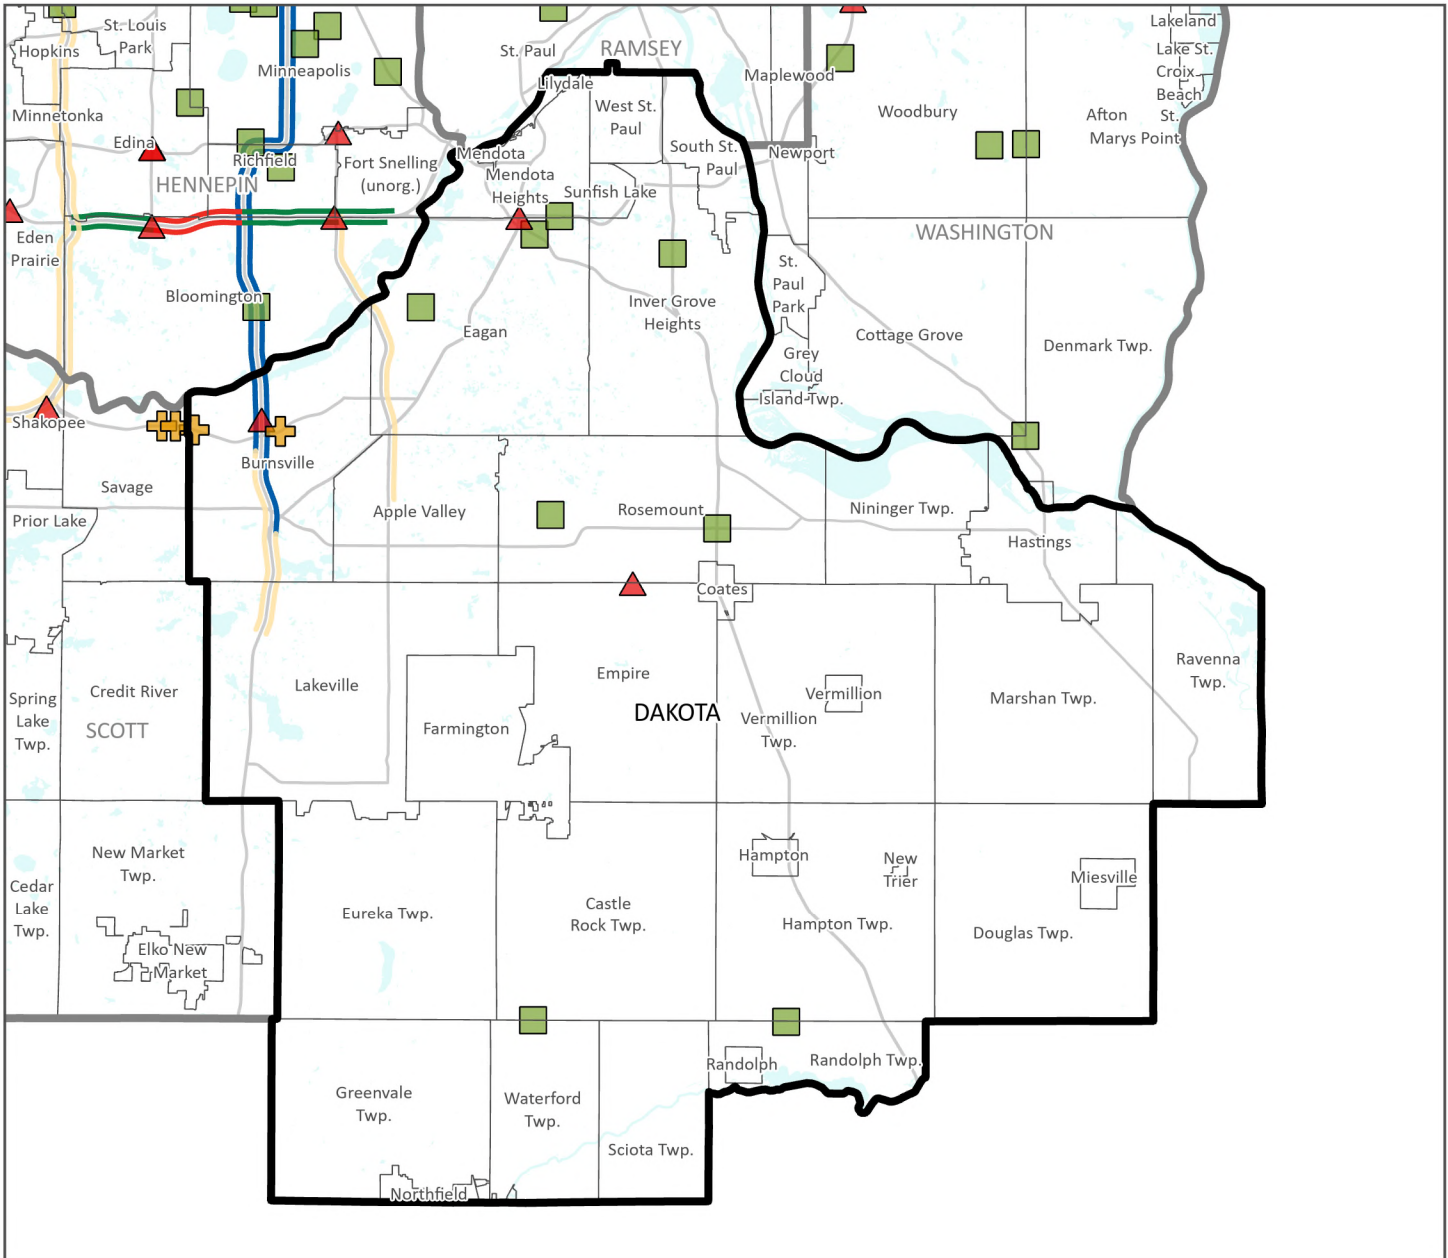 St. Louis
Park
Hopkins
St. Paul
RAMSEY
Lakeland
Lake St.
Croix
Beach
Minneapolis
Lilydale
Maplewood
Minnetonka
West St.
Paul
Woodbury
Afton
St.
Marys Point
Edina
Richfield
Fort Snelling
(unorg.)
Mendota
Mendota
Heights
South St.
Paul
Newport
HENNEPIN
Sunfish Lake
Eden
Prairie
WASHINGTON
St.
Paul
Park
Bloomington
Eagan
Inver Grove
Heights
Cottage Grove
Denmark Twp.
Grey
Cloud
Island Twp.
Shakopee
Burnsville
Savage
Prior Lake
Apple Valley
Rosemount
Nininger Twp.
Hastings
Coates
Spring
Lake
Twp.
Credit River
SCOTT
Lakeville
Farmington
Empire
DAKOTA
Vermillion
Vermillion
Twp.
Marshan Twp.
Ravenna
Twp.
New Market
Twp.
Cedar
Lake
Twp.
Elko New
Market
Eureka Twp.
Castle
Rock Twp.
Hampton
New
Trier
Hampton Twp.
Miesville
Douglas Twp.
Greenvale
Twp.
Waterford
Twp.
Sciota Twp.
Randolph
Randolph Twp.
Northfield